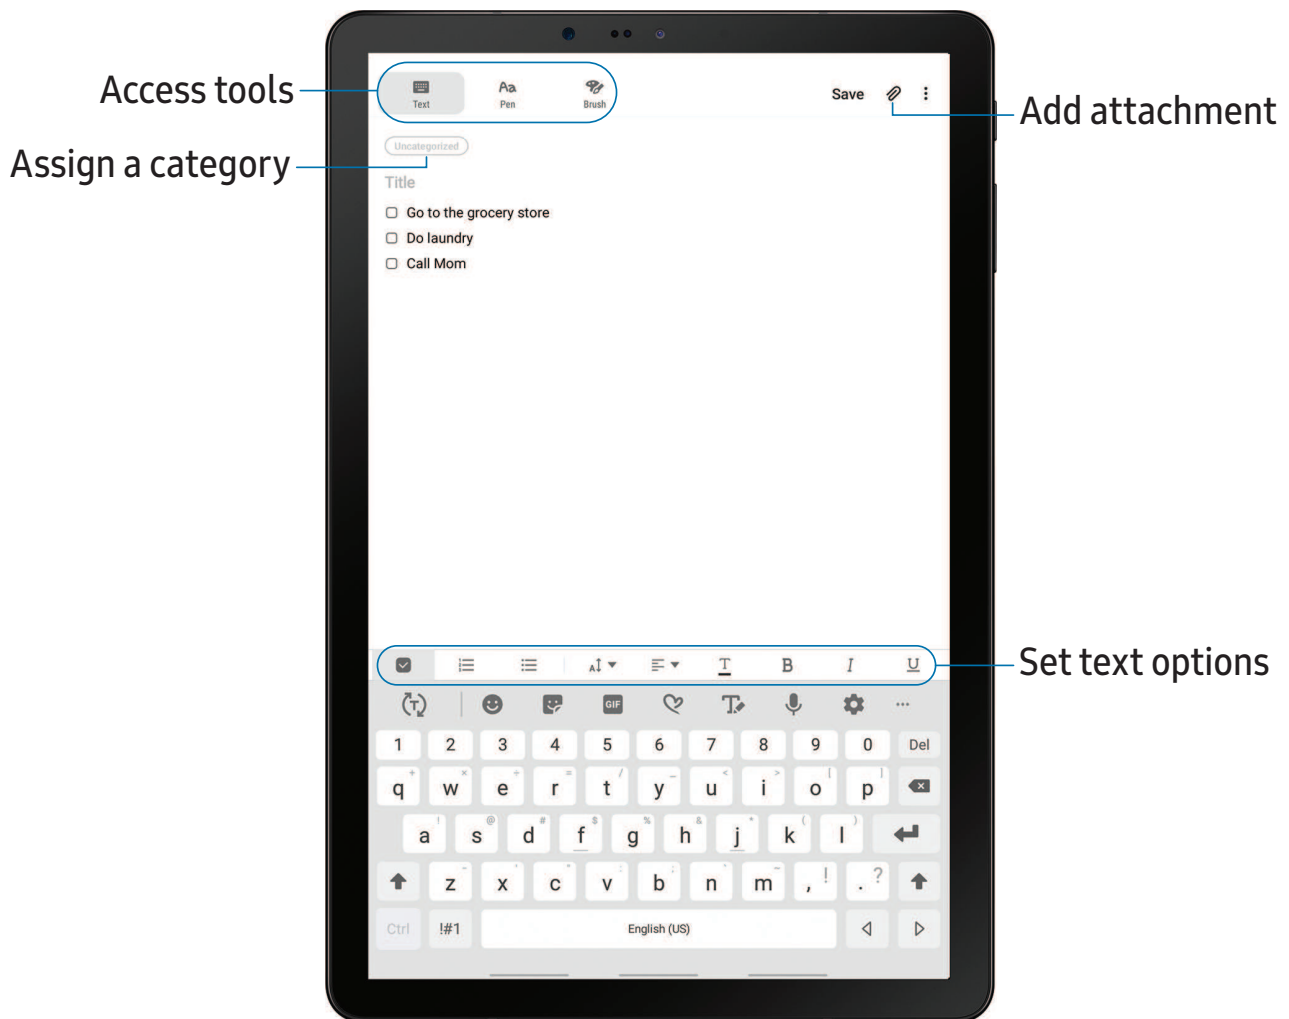 Access tools
Text
Aa
Pen
Brush
Save
Add attachment
Uncategorized
Assign a category
Title
Go to the grocery store
Do laundry
Call Mom
A
T
B
I
U
Set text options
T
GIF
T
1 2 3 4 5 6 7 8 9 0 Del
q w e r t y u i o p
a s d f g h j k l
z x c v b n m , ! . ?
Ctrl !#1 English (US)